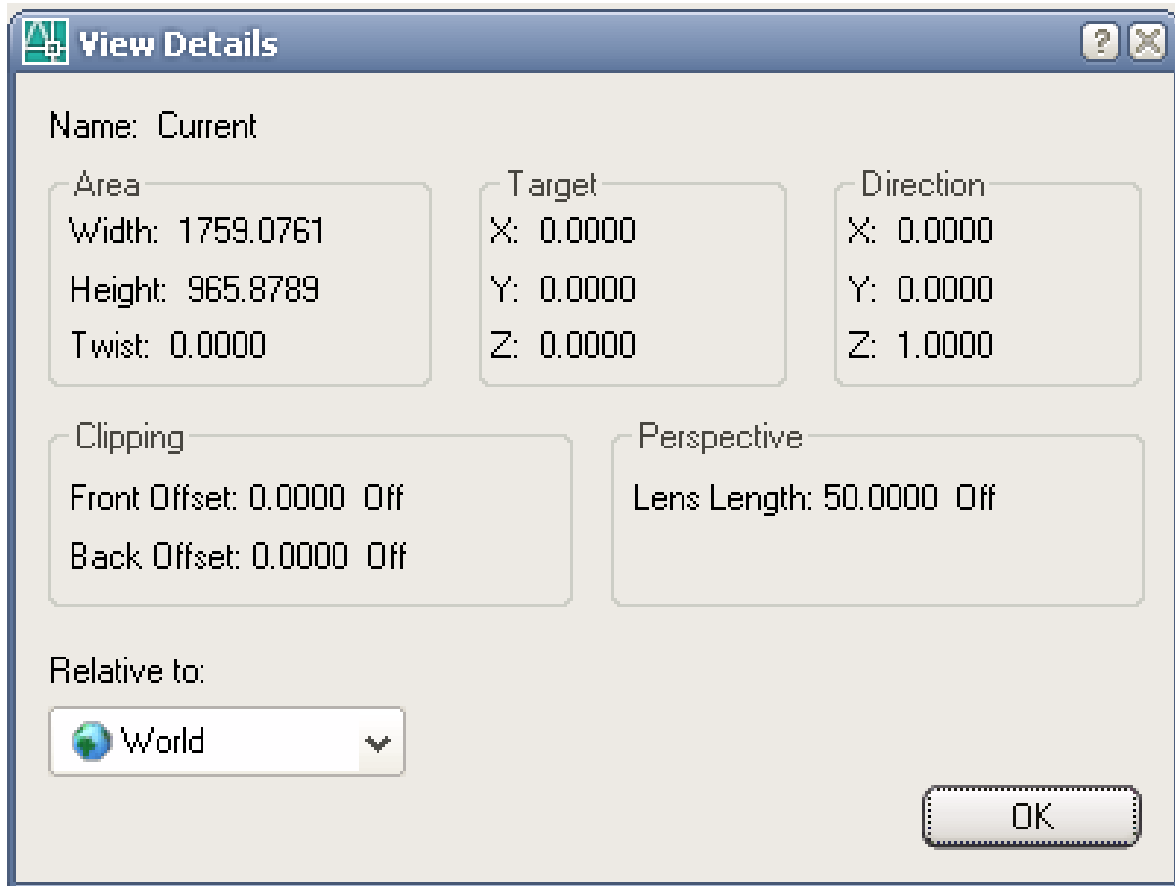 View Details
Name: Current
Area
Width: 1759.0761
Height: 965.8789
Twist: 0.0000
Target
X: 0.0000
Y: 0.0000
Z: 0.0000
Direction
X: 0.0000
Y: 0.0000
Z: 1.0000
Clipping
Front Offset: 0.0000 Off
Back Offset: 0.0000 Off
Perspective
Lens Length: 50.0000 Off
Relative to:
World
OK